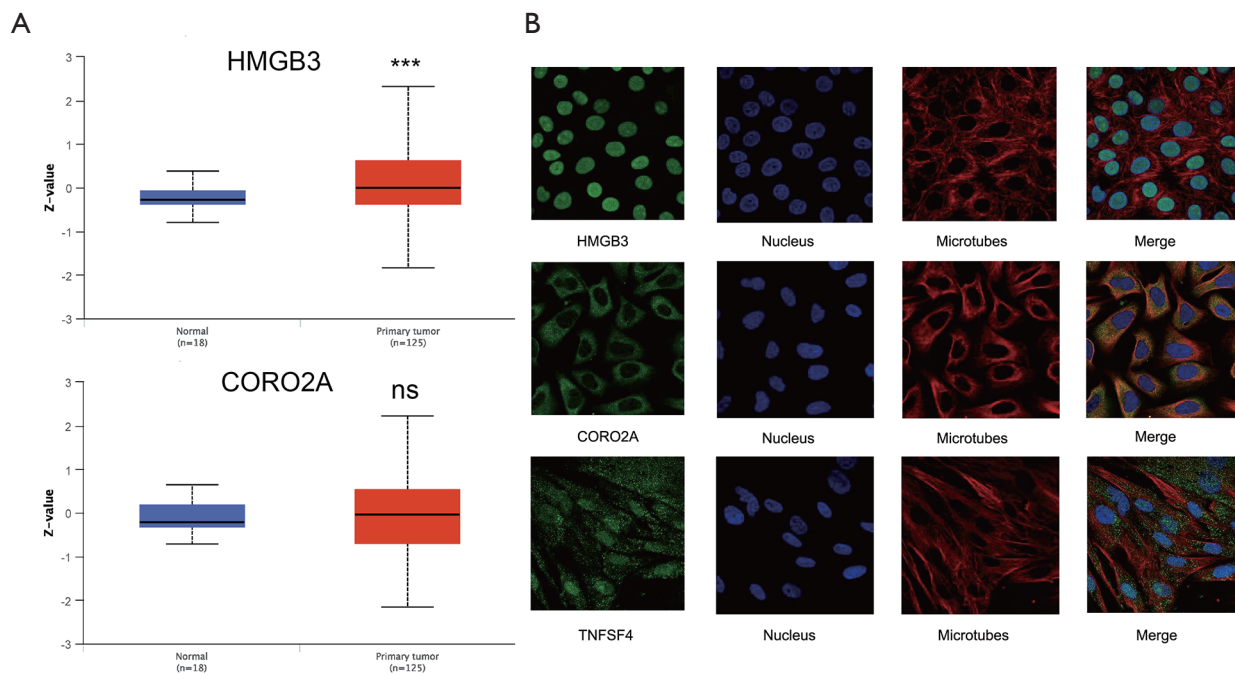 A
HMGB3
***
3
2
1
0
-1
-2
-3
Z-value
Normal
(n=18)
Primary tumor
(n=125)
CORO2A
ns
3
2
1
0
-1
-2
-3
Z-value
Normal
(n=18)
Primary tumor
(n=125)
B
HMGB3 Nucleus Microtubes Merge
CORO2A Nucleus Microtubes Merge
TNFSF4 Nucleus Microtubes Merge